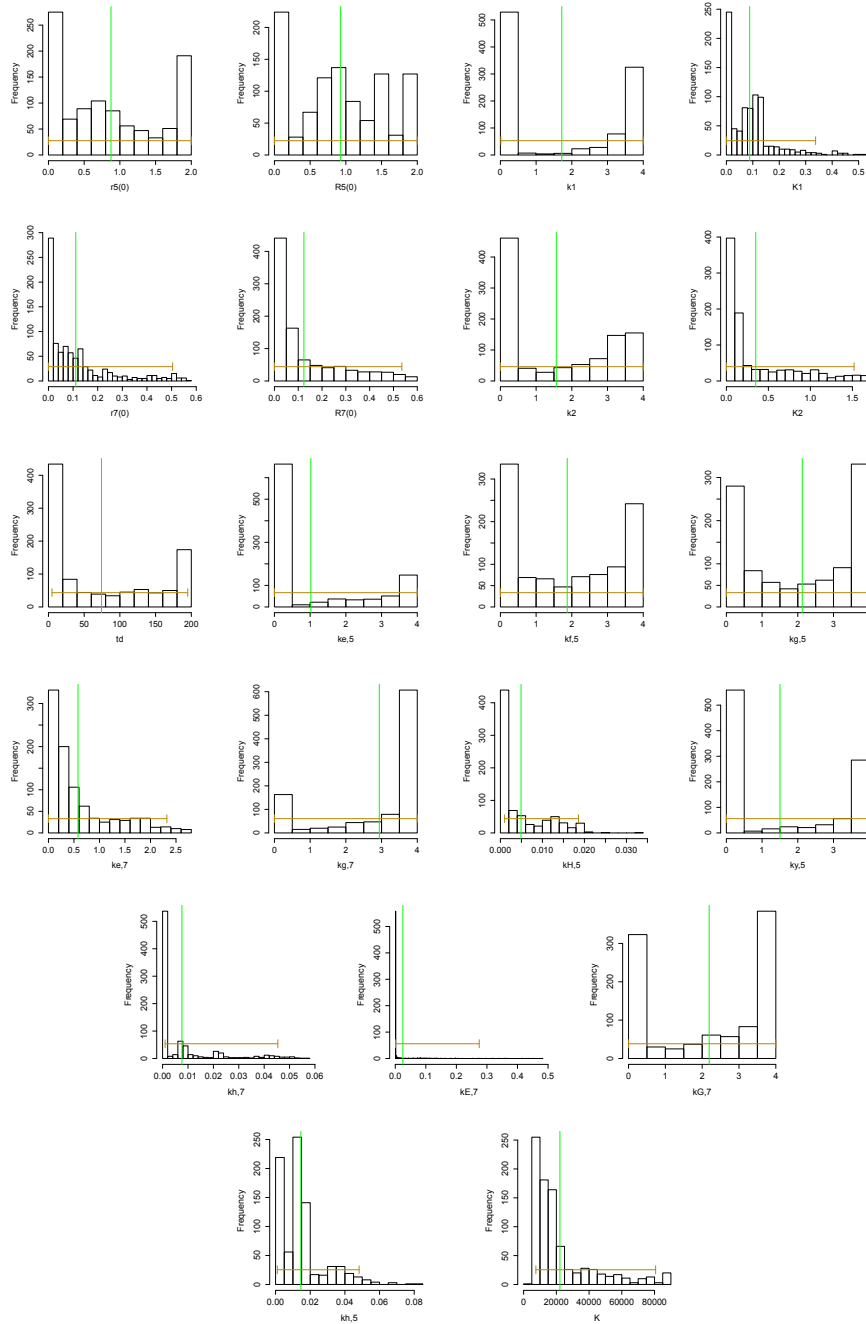 Frequency
0 50 100 150 200 250
0.0 0.5 1.0 1.5 2.0
r5(0)
Frequency
0 50 100 150 200
0.0 0.5 1.0 1.5 2.0
R5(0)
Frequency
0 100 200 300 400 500
0 1 2 3 4
k1
Frequency
0 50 100 150 200 250
0.0 0.1 0.2 0.3 0.4 0.5
K1
Frequency
0 50 100 150 200 250 300
0.0 0.1 0.2 0.3 0.4 0.5 0.6
r7(0)
Frequency
0 100 200 300 400
0.0 0.1 0.2 0.3 0.4 0.5 0.6
R7(0)
Frequency
0 100 200 300 400
0 1 2 3 4
k2
Frequency
0 100 200 300 400
0.0 0.5 1.0 1.5
K2
Frequency
0 100 200 300 400
0 50 100 150 200
td
Frequency
0 100 300 500
0 1 2 3 4
ke,5
Frequency
0 50 100 200 300
0 1 2 3 4
kf,5
Frequency
0 50 100 200 300
0 1 2 3
kg,5
Frequency
0 50 100 200 300
0.0 0.5 1.0 1.5 2.0 2.5
ke,7
Frequency
0 100 200 300 400 500 600
0 1 2 3 4
kg,7
Frequency
0 100 200 300 400
0.000 0.010 0.020 0.030
kH,5
Frequency
0 100 200 300 400 500
0 1 2 3
ky,5
Frequency
0 100 200 300 400 500
0.00 0.01 0.02 0.03 0.04 0.05 0.06
kh,7
Frequency
0 100 200 300 400 500
0.0 0.1 0.2 0.3 0.4 0.5
kE,7
Frequency
0 50 100 200 300
0 1 2 3 4
kG,7
Frequency
0 50 100 150 200 250
0.00 0.02 0.04 0.06 0.08
kh,5
Frequency
0 50 100 150 200 250
0 20000 40000 60000 80000
K